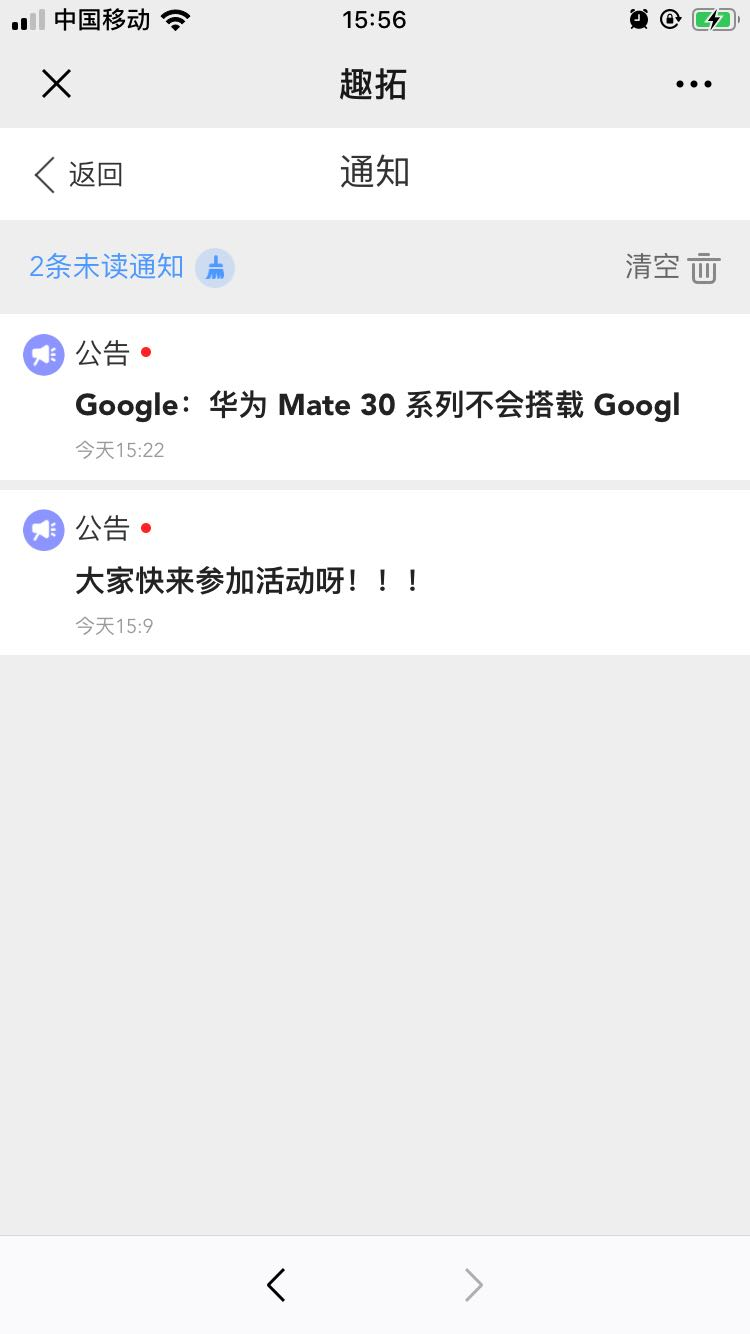 中国移动
15:56
趣拓
返回
通知
2条未读通知
清空
公告
Google：华为 Mate 30 系列不会搭载 Googl
今天15:22
公告
大家快来参加活动呀！！！
今天15:9